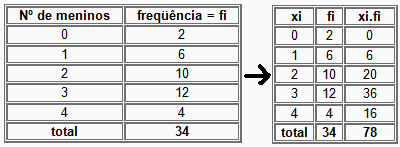 Nº de meninos freqüência = fi
0 2
1 6
2 10
3 12
4 4
total 34
xi fi xi.fi
0 2 0
1 6 6
2 10 20
3 12 36
4 4 16
total 34 78